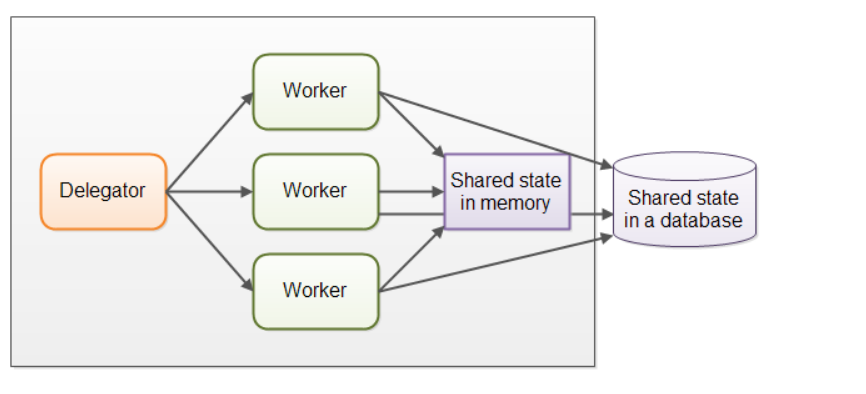 Worker
Delegator
Worker
Shared state
in memory
Shared state
in a database
Worker